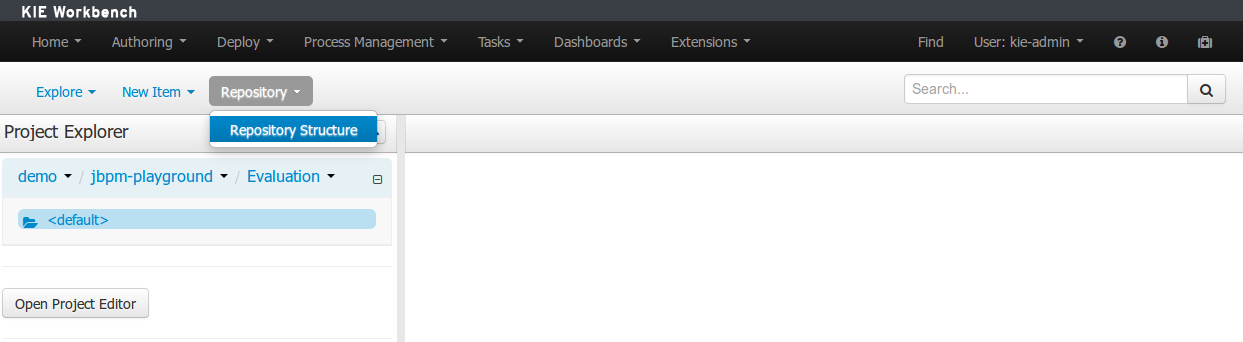 KIE Workbench
Home Authoring Deploy Process Management Tasks Dashboards Extensions Find User: kie-admin
Explore New Item Repository Search...
Repository Structure
Project Explorer
demo / jbpm-playground / Evaluation
<default>
Open Project Editor